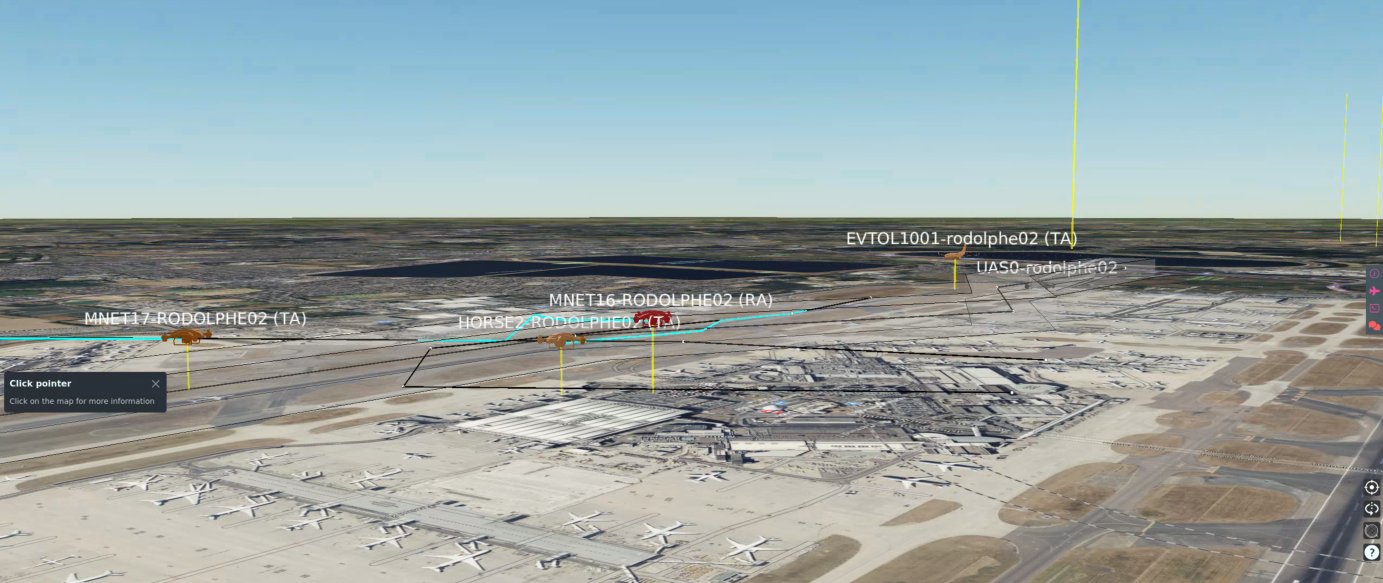 EVTOL1001-rodolphe02 (TA)
UAS0-rodolphe02
MNET16-RODOLPHE02 (RA)
MNET17-RODOLPHE02 (TA)
HORSE2-RODOLPHE02 (TA)
Click pointer
Click on the map for more information
?